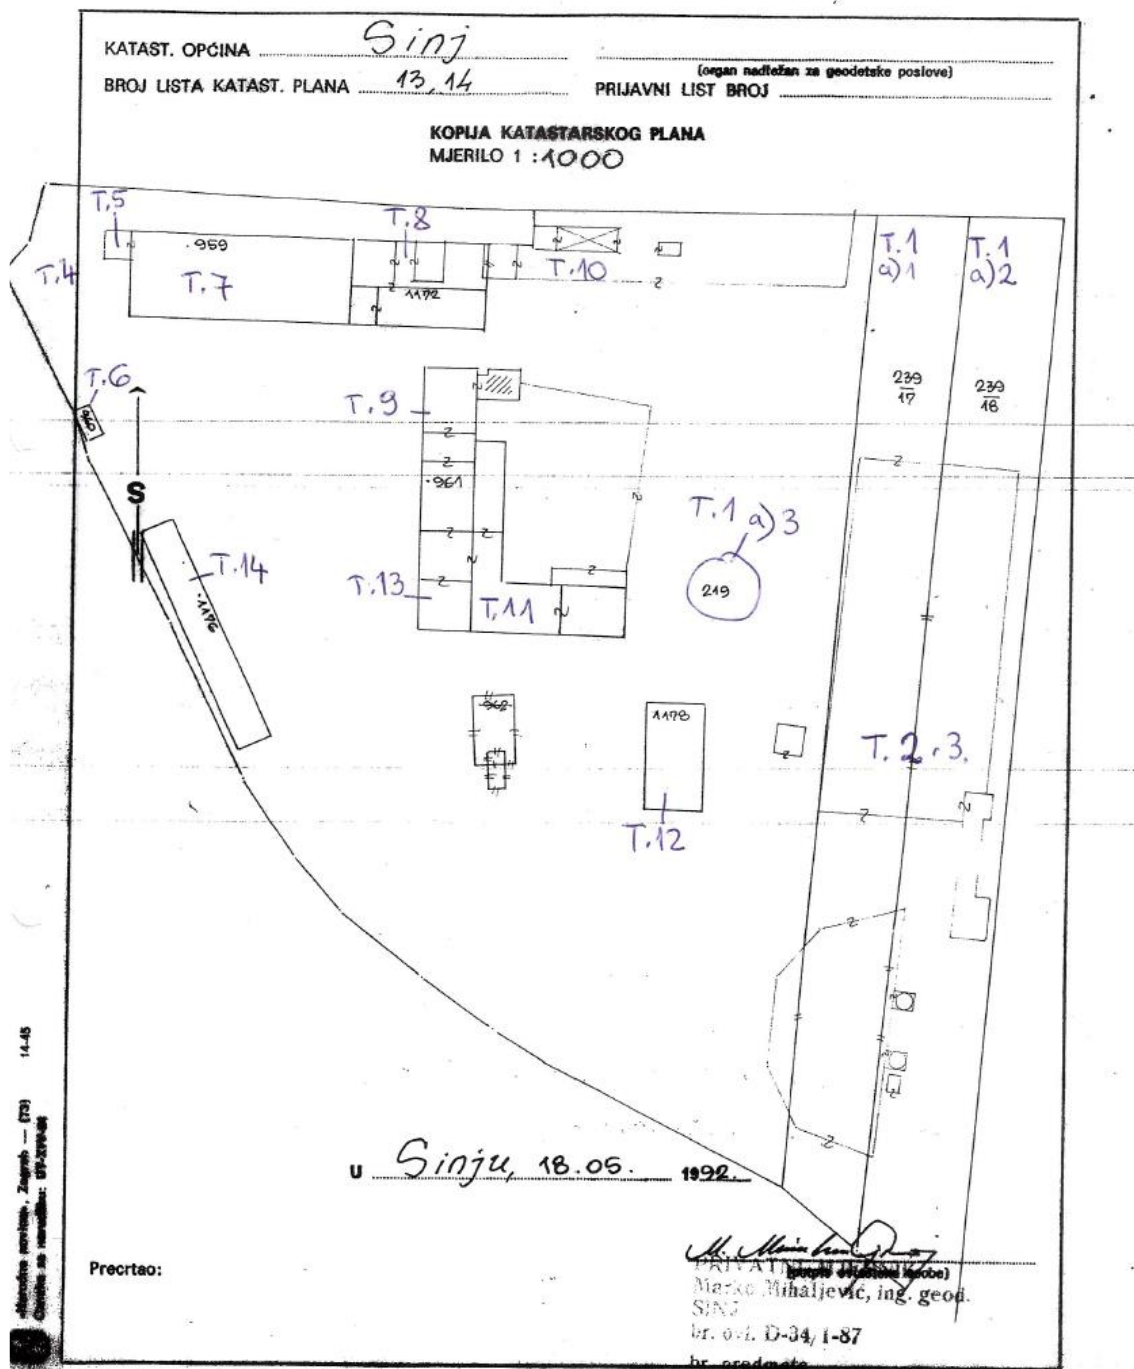 KATAST. OPĆINA Sinj
(organ nadležan za geodetske poslove)
BROJ LISTA KATAST. PLANA 13, 14
PRIJAVNI LIST BROJ
KOPIJA KATASTARSKOG PLANA
MJERILO 1 : 1000
T.5
T.8
T.4
·959
T.7
1172
T.10
T.1
a)1
T.1
a)2
T.6
960
T.9
239
17
239
18
S
·961
T.1 a)3
219
T.14
·1176
T.13
T.11
962
1178
T.12
T.2.3.
14-45
u Sinju, 18.05. 1992.
Precrtao:
Marko Mihaljević, ing. geod.
SINJ
br. ovl. D-34/1-87
br. predmeta